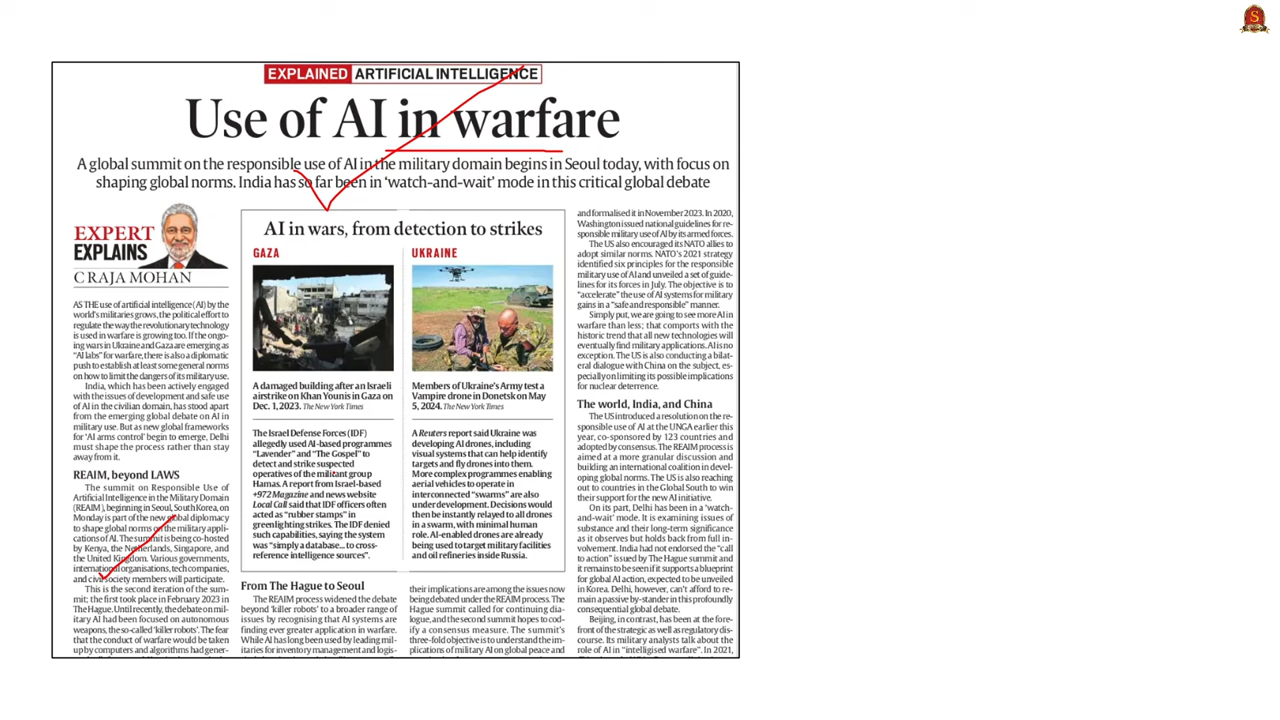 EXPLAINED ARTIFICIAL INTELLIGENCE
Use of AI in warfare
A global summit on the responsible use of AI in the military domain begins in Seoul today, with focus on
shaping global norms. India has so far been in ‘watch-and-wait’ mode in this critical global debate
EXPERT
EXPLAINS
C RAJA MOHAN
AS THE use of artificial intelligence (AI) by the
world's militaries grows, the political effort to
regulate the way the revolutionary technology
is used in warfare is growing too. If the ongo-
ing wars in Ukraine and Gaza are emerging as
“AI labs” for warfare, there is also a diplomatic
push to establish at least some general norms
on how to limit the dangers of its military use.
India, which has been actively engaged
with the issues of development and safe use
of AI in the civilian domain, has stood apart
from the emerging global debate on AI in
military use. But as new global frameworks
for ‘AI arms control’ begin to emerge, Delhi
must shape the process rather than stay
away from it.
REAIM, beyond LAWS
The summit on Responsible Use of
Artificial Intelligence in the Military Domain
(REAIM), beginning in Seoul, South Korea, on
Monday is part of the new global diplomacy
to shape global norms on the military appli-
cations of AI. The summit is being co-hosted
by Kenya, the Netherlands, Singapore, and
the United Kingdom. Various governments,
international organisations, tech companies,
and civil society members will participate.
This is the second iteration of the sum-
mit; the first took place in February 2023 in
The Hague. Until recently, the debate on mil-
itary AI had been focused on autonomous
weapons, the so-called ‘killer robots’. The fear
that the conduct of warfare would be taken
up by computers and algorithms had gener-
AI in wars, from detection to strikes
GAZA
A damaged building after an Israeli
airstrike on Khan Younis in Gaza on
Dec. 1, 2023. The New York Times
The Israel Defense Forces (IDF)
allegedly used AI-based programmes
“Lavender” and “The Gospel” to
detect and strike suspected
operatives of the militant group
Hamas. A report from Israel-based
+972 Magazine and news website
Local Call said that IDF officers often
acted as “rubber stamps” in
greenlighting strikes. The IDF denied
such capabilities, saying the system
was “simply a database... to cross-
reference intelligence sources”.
UKRAINE
Members of Ukraine's Army test a
Vampire drone in Donetsk on May
5, 2024. The New York Times
A Reuters report said Ukraine was
developing AI drones, including
visual systems that can help identify
targets and fly drones into them.
More complex programmes enabling
aerial vehicles to operate in
interconnected “swarms” are also
under development. Decisions would
then be instantly relayed to all drones
in a swarm, with minimal human
role. AI-enabled drones are already
being used to target military facilities
and oil refineries inside Russia.
From The Hague to Seoul
The REAIM process widened the debate
beyond ‘killer robots’ to a broader range of
issues by recognising that AI systems are
finding ever greater application in warfare.
While AI has long been used by leading mil-
itaries for inventory management and logis-
their implications are among the issues now
being debated under the REAIM process. The
Hague summit called for continuing dia-
logue, and the second summit hopes to cod-
ify a consensus measure. The summit's
three-fold objective is to understand the im-
plications of military AI on global peace and
and formalised it in November 2023. In 2020,
Washington issued national guidelines for re-
sponsible military use of AI by its armed forces.
The US also encouraged its NATO allies to
adopt similar norms. NATO's 2021 strategy
identified six principles for the responsible
military use of AI and unveiled a set of guide-
lines for its forces in July. The objective is to
“accelerate” the use of AI systems for military
gains in a “safe and responsible” manner.
Simply put, we are going to see more AI in
warfare than less; that comports with the
historic trend that all new technologies will
eventually find military applications. AI is no
exception. The US is also conducting a bilat-
eral dialogue with China on the subject, es-
pecially on limiting its possible implications
for nuclear deterrence.
The world, India, and China
The US introduced a resolution on the re-
sponsible use of AI at the UNGA earlier this
year, co-sponsored by 123 countries and
adopted by consensus. The REAIM process is
aimed at a more granular discussion and
building an international coalition in devel-
oping global norms. The US is also reaching
out to countries in the Global South to win
their support for the new AI initiative.
On its part, Delhi has been in a ‘watch-
and-wait’ mode. It is examining issues of
substance and their long-term significance
as it observes but holds back from full in-
volvement. India had not endorsed the “call
to action” issued by The Hague summit and
it remains to be seen if it supports a blueprint
for global AI action, expected to be unveiled
in Korea. Delhi, however, can't afford to re-
main a passive by-stander in this profoundly
consequential global debate.
Beijing, in contrast, has been at the fore-
front of the strategic as well as regulatory dis-
course. Its military analysts talk about the
role of AI in “intelligised warfare”. In 2021,